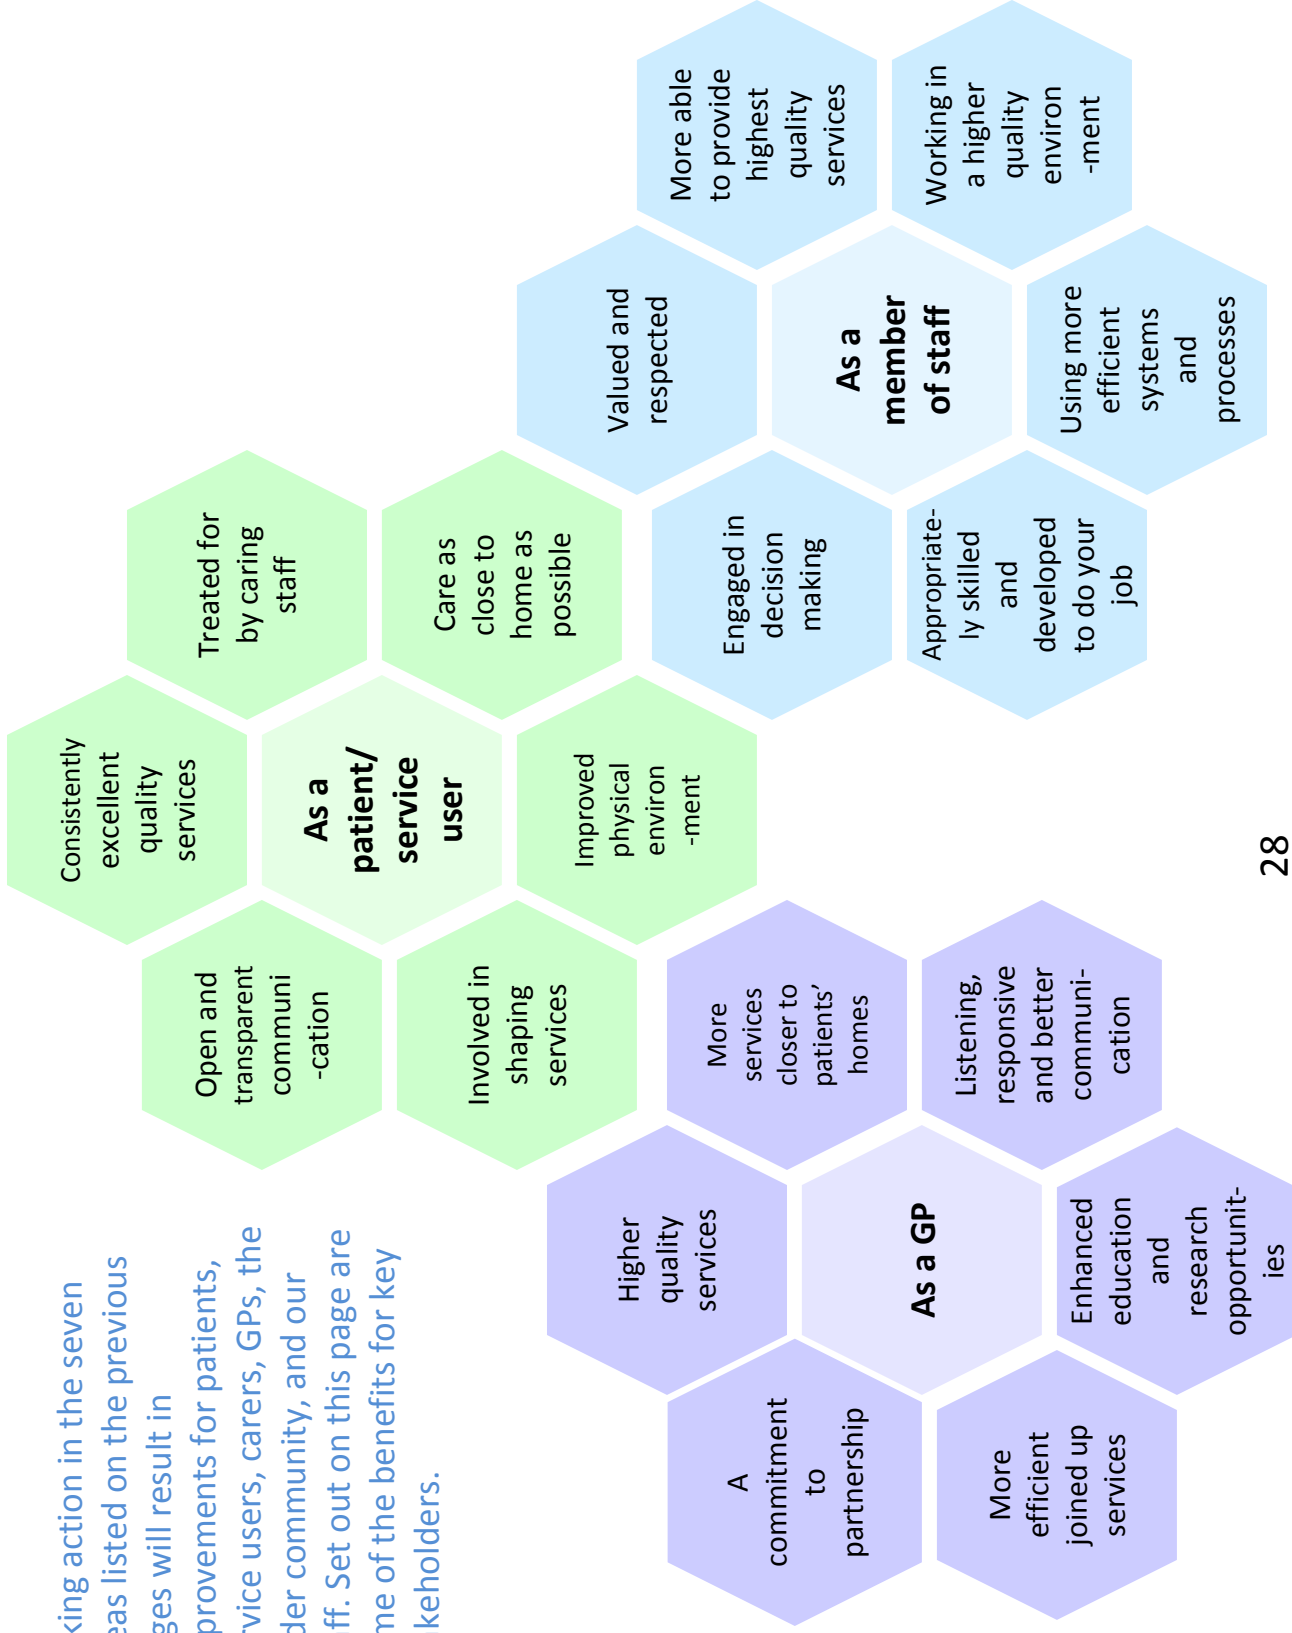 king action in the seven
eas listed on the previous
ges will result in
provements for patients,
vice users, carers, GPs, the
der community, and our
ff. Set out on this page are
me of the benefits for key
keholders.
Open and
transparent
communi
-cation
Consistently
excellent
quality
services
Treated for
by caring
staff
As a
patient/
service
user
Involved in
shaping
services
Care as
close to
home as
possible
Improved
physical
environ
-ment
Higher
quality
services
A
commitment
to
partnership
More
services
closer to
patients’
homes
As a GP
More
efficient
joined up
services
Listening,
responsive
and better
communi-
cation
Enhanced
education
and
research
opportunit-
ies
Valued and
respected
Engaged in
decision
making
More able
to provide
highest
quality
services
As a
member
of staff
Appropriate-
ly skilled
and
developed
to do your
job
Working in
a higher
quality
environ
-ment
Using more
efficient
systems
and
processes
28